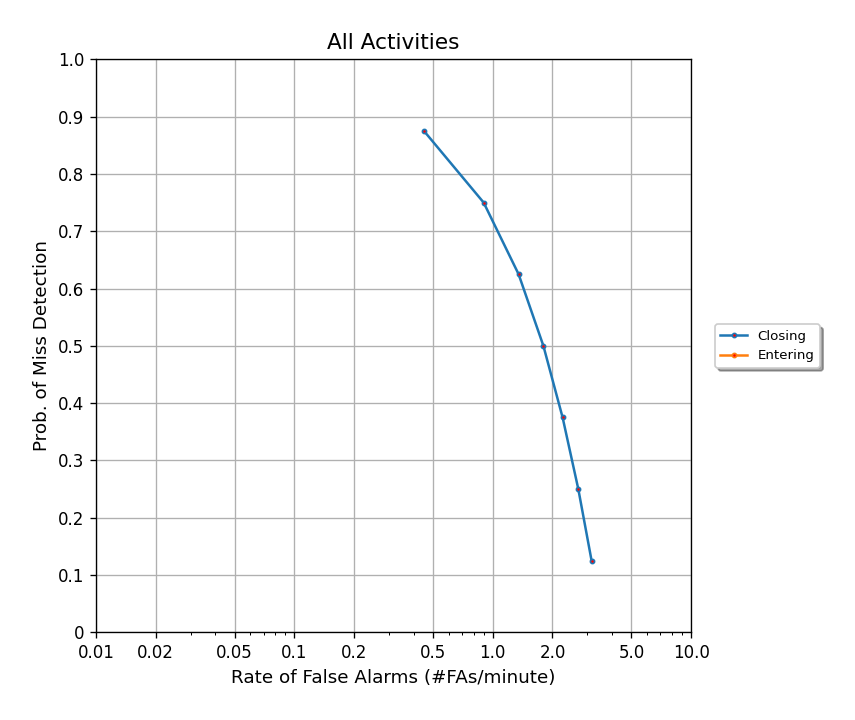 All Activities
1.0
0.9
0.8
0.7
0.6
0.5
0.4
0.3
0.2
0.1
0
Prob. of Miss Detection
0.01 0.02 0.05 0.1 0.2 0.5 1.0 2.0 5.0 10.0
Rate of False Alarms (#FAs/minute)
Closing
Entering